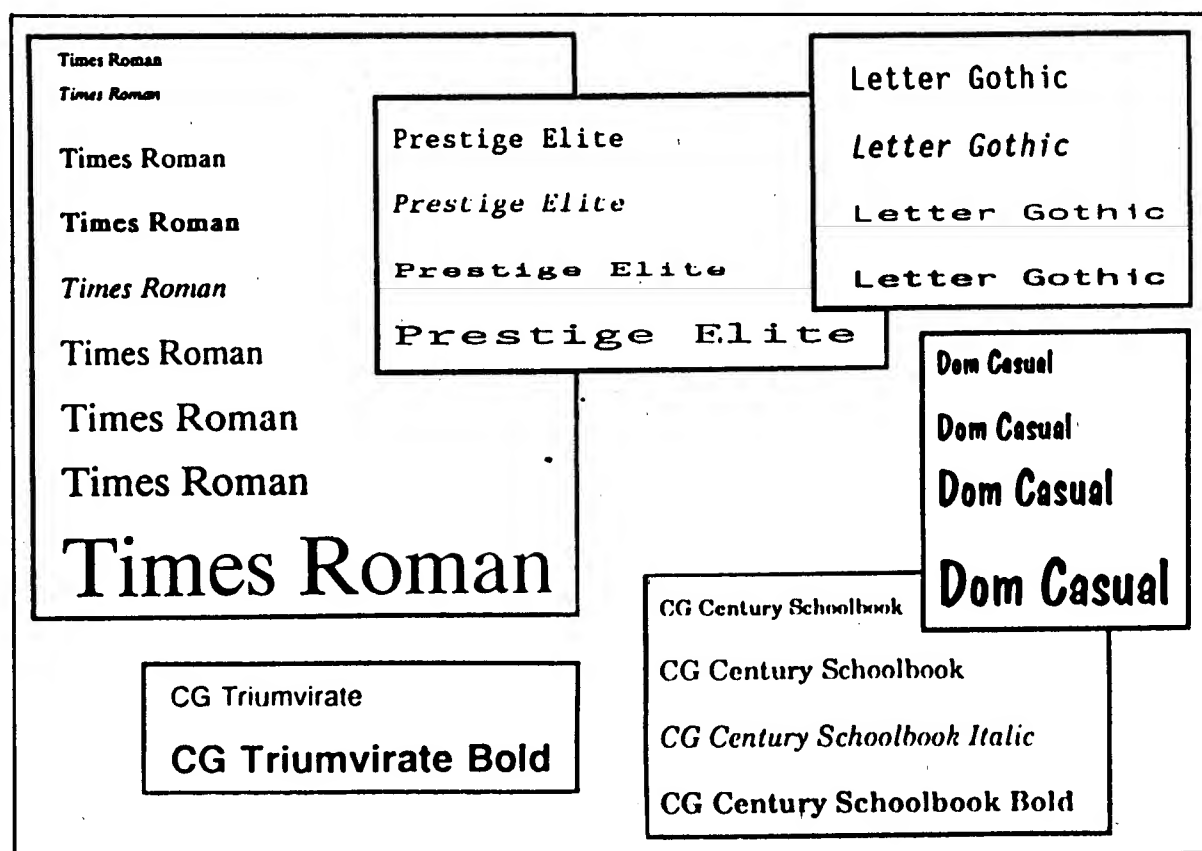 Times Roman
Times Roman
Times Roman
Times Roman
Times Roman
Times Roman
Times Roman
Times Roman
Times Roman
Prestige Elite
Prestige Elite
Prestige Elite
Prestige Elite
Letter Gothic
Letter Gothic
Letter Gothic
Letter Gothic
Dom Casual
Dom Casual
Dom Casual
Dom Casual
CG Century Schoolbook
CG Century Schoolbook
CG Century Schoolbook Italic
CG Century Schoolbook Bold
CG Triumvirate
CG Triumvirate Bold